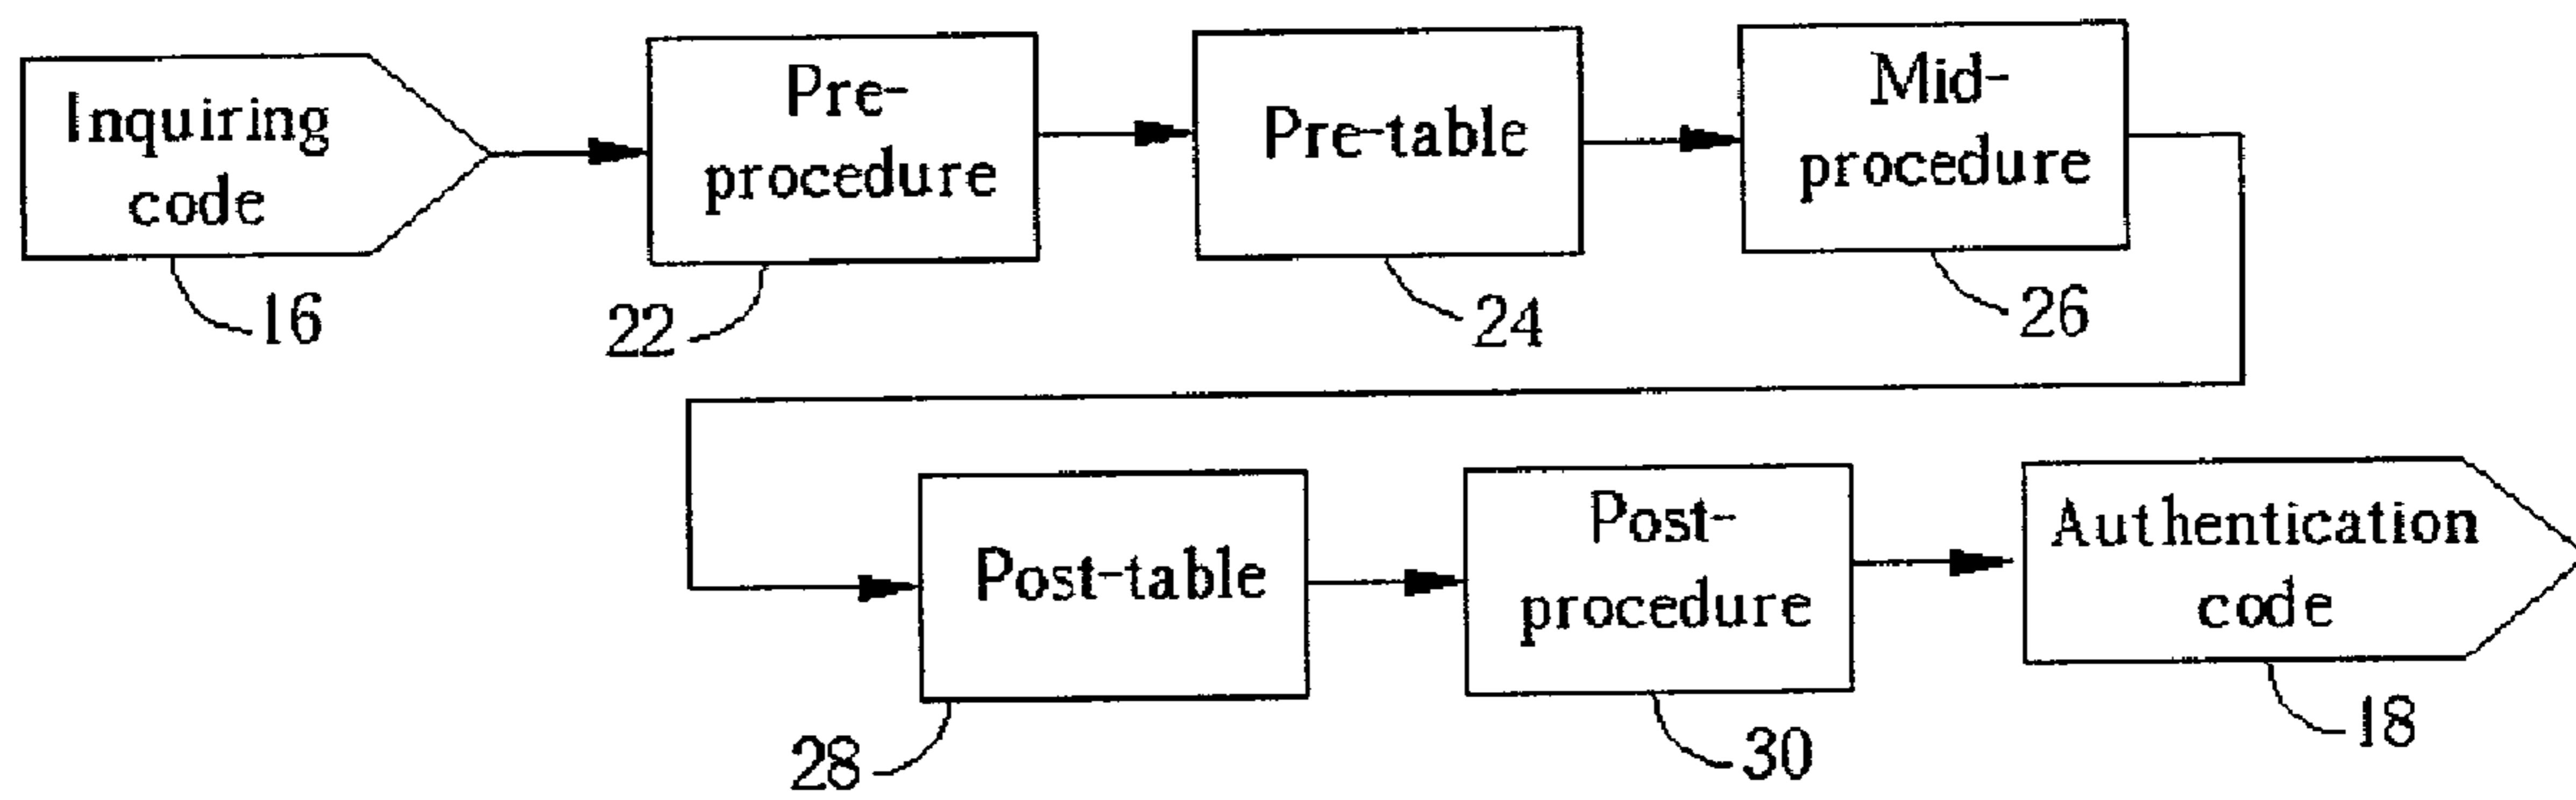 Inquiring
code
16
Pre-
procedure
22
Pre-table
24
Mid-
procedure
26
Post-table
28
Post-
procedure
30
Authentication
code
18